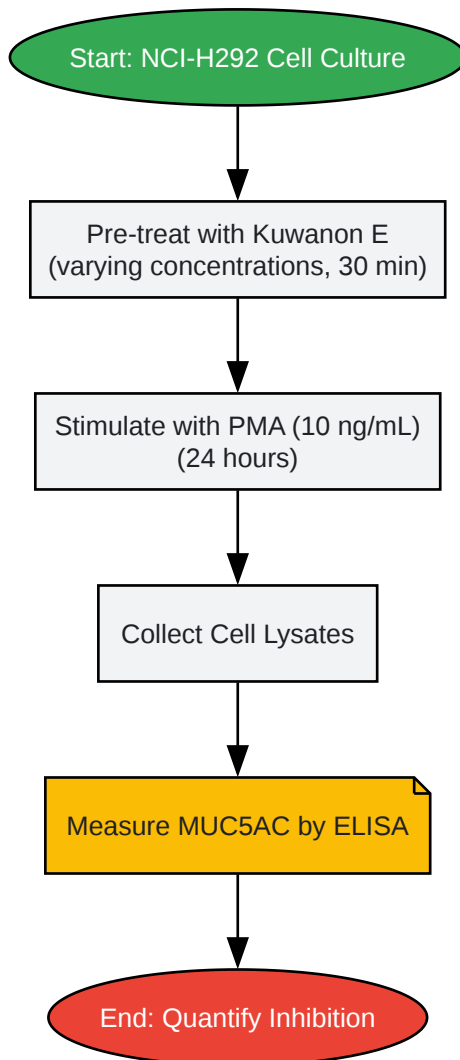 Start: NCI-H292 Cell Culture
Pre-treat with Kuwanon E
(varying concentrations, 30 min)
Stimulate with PMA (10 ng/mL)
(24 hours)
Collect Cell Lysates
Measure MUC5AC by ELISA
End: Quantify Inhibition